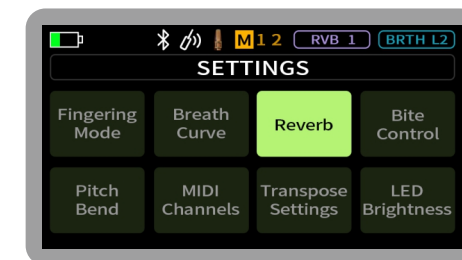 M 1 2 RVB 1 BRTH L2
SETTINGS
Fingering Mode
Breath Curve
Reverb
Bite Control
Pitch Bend
MIDI Channels
Transpose Settings
LED Brightness